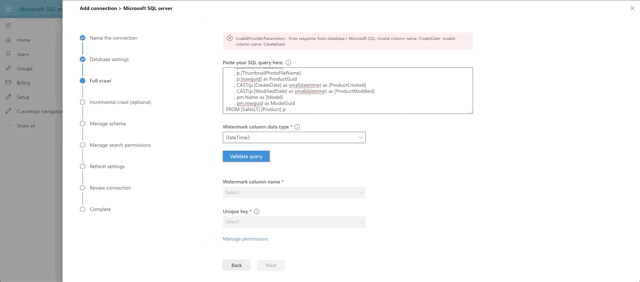 Microsoft 365
Add connection > Microsoft SQL server
Home
Users
Groups
Billing
Setup
Customize navigation
Show all
Name the connection
Database settings
Full crawl
Incremental crawl (optional)
Manage schema
Manage search permissions
Refresh settings
Review connection
Complete
InvalidProviderParameters' 'Error response from database> Microsoft SQL: Invalid column name 'CreateDate'. Invalid
column name 'CreateDate'.
Paste your SQL query here
, p.[ThumbnailPhotoFileName]
, p.[rowguid] as ProductGuid
, CAST(p.[CreateDate] as smalldatetime) as [ProductCreated]
, CAST(p.[ModifiedDate] as smalldatetime) as [ProductModified]
, pm.Name as [Model]
, pm.rowguid as ModelGuid
FROM [SalesLT].[Product] p
Watermark column data type *
DateTime2
Validate query
Watermark column name *
Select
Unique key *
Select
Manage permissions
Back
Next